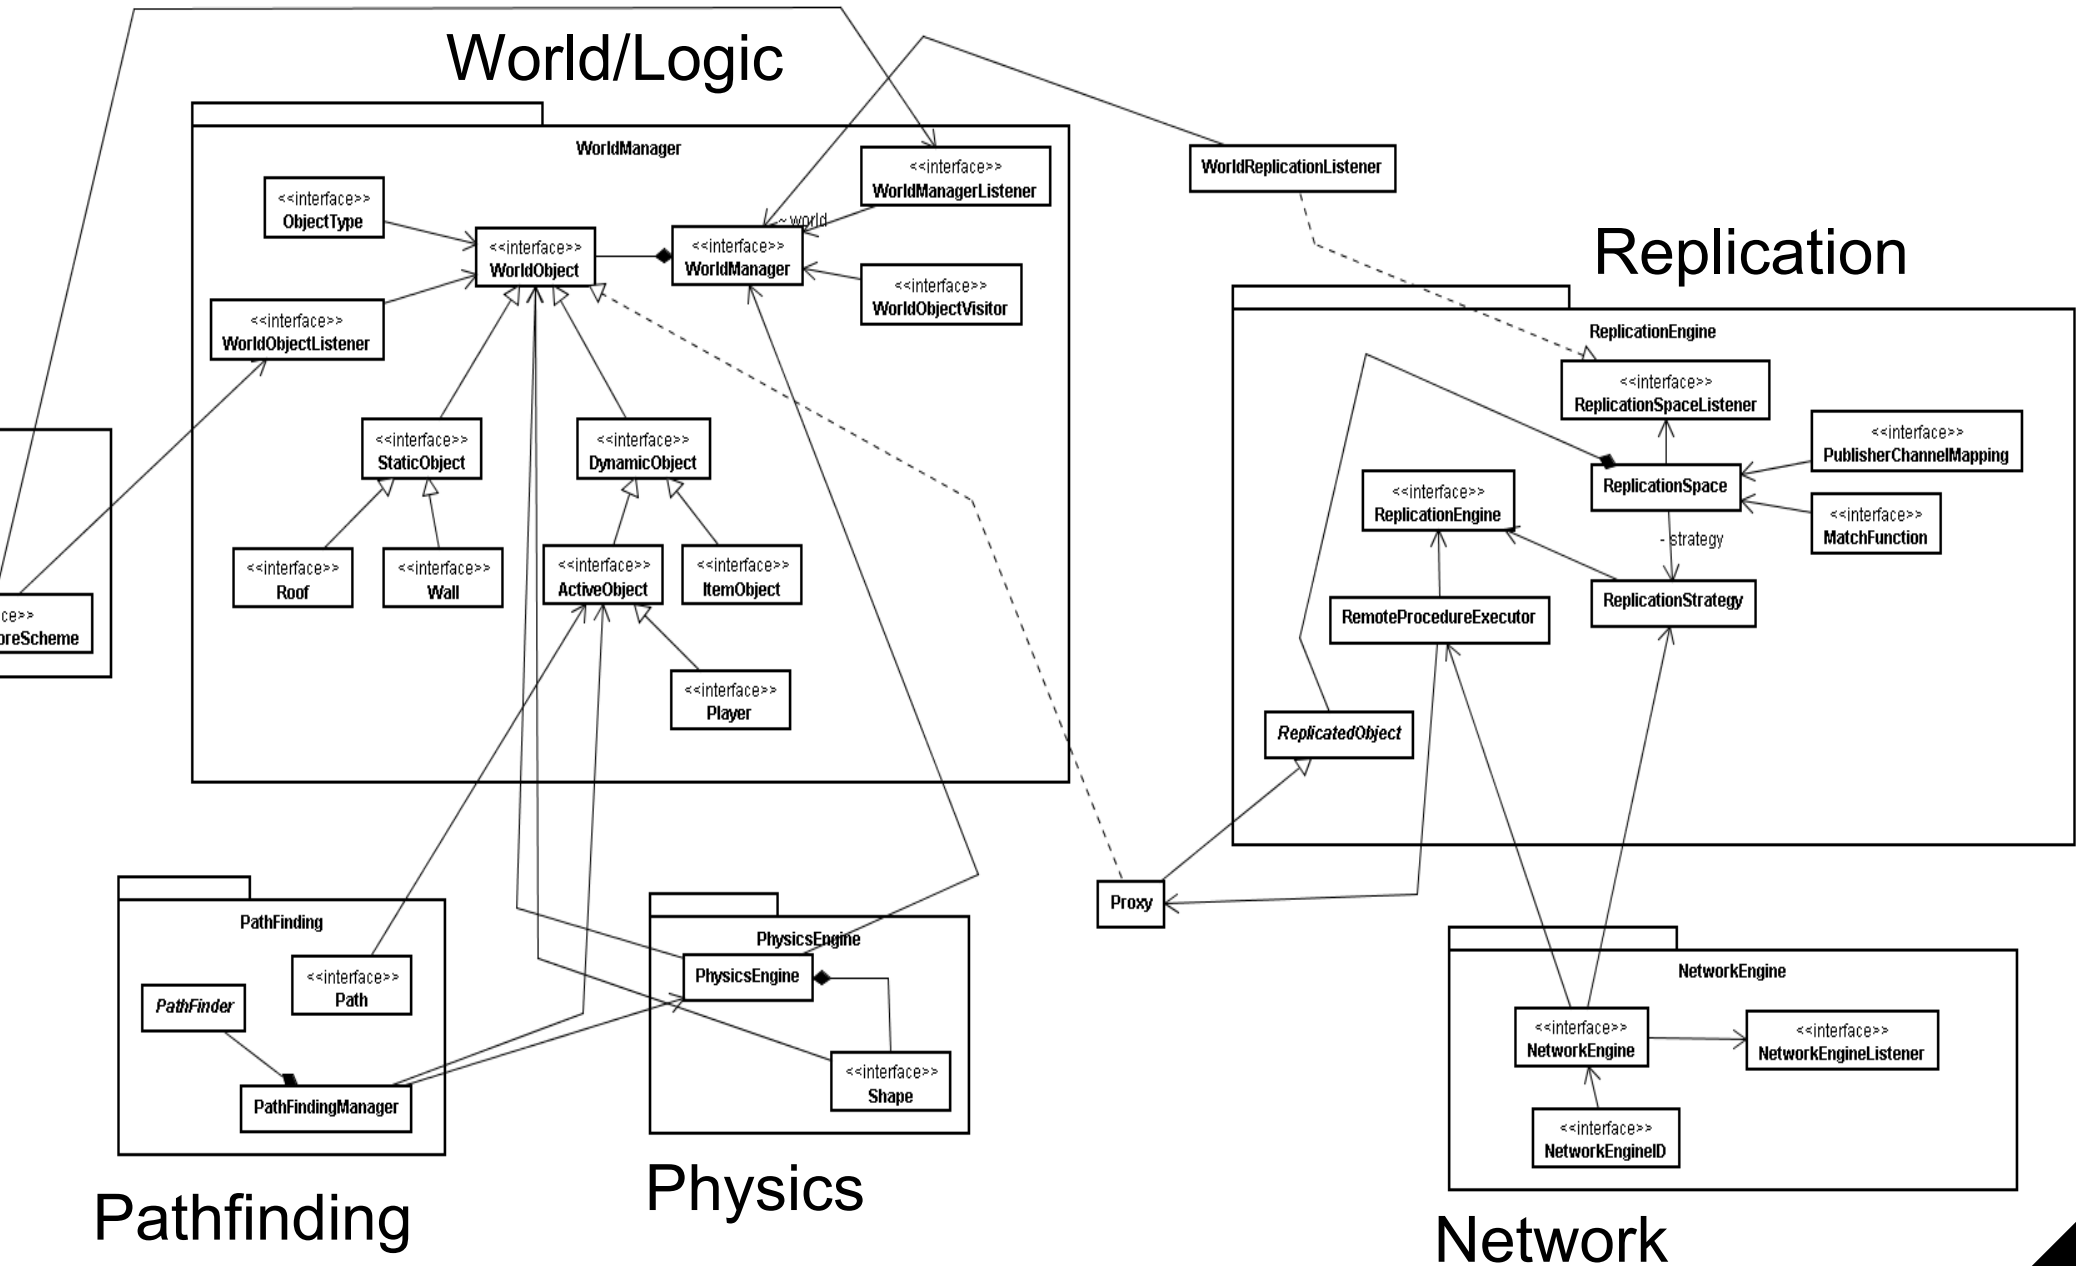 World/Logic
WorldManager
<<interface>>
ObjectType
<<interface>>
WorldObject
<<interface>>
WorldManager
~ world
<<interface>>
WorldManagerListener
<<interface>>
WorldObjectVisitor
<<interface>>
WorldObjectListener
<<interface>>
StaticObject
<<interface>>
DynamicObject
<<interface>>
Roof
<<interface>>
Wall
<<interface>>
ActiveObject
<<interface>>
ItemObject
<<interface>>
Player
ce>>
oreScheme
WorldReplicationListener
Replication
ReplicationEngine
<<interface>>
ReplicationSpaceListener
<<interface>>
PublisherChannelMapping
ReplicationSpace
<<interface>>
MatchFunction
<<interface>>
ReplicationEngine
- strategy
ReplicationStrategy
RemoteProcedureExecutor
ReplicatedObject
Proxy
PathFinding
<<interface>>
Path
PathFinder
PathFindingManager
Pathfinding
PhysicsEngine
PhysicsEngine
<<interface>>
Shape
Physics
NetworkEngine
<<interface>>
NetworkEngine
<<interface>>
NetworkEngineListener
<<interface>>
NetworkEngineID
Network